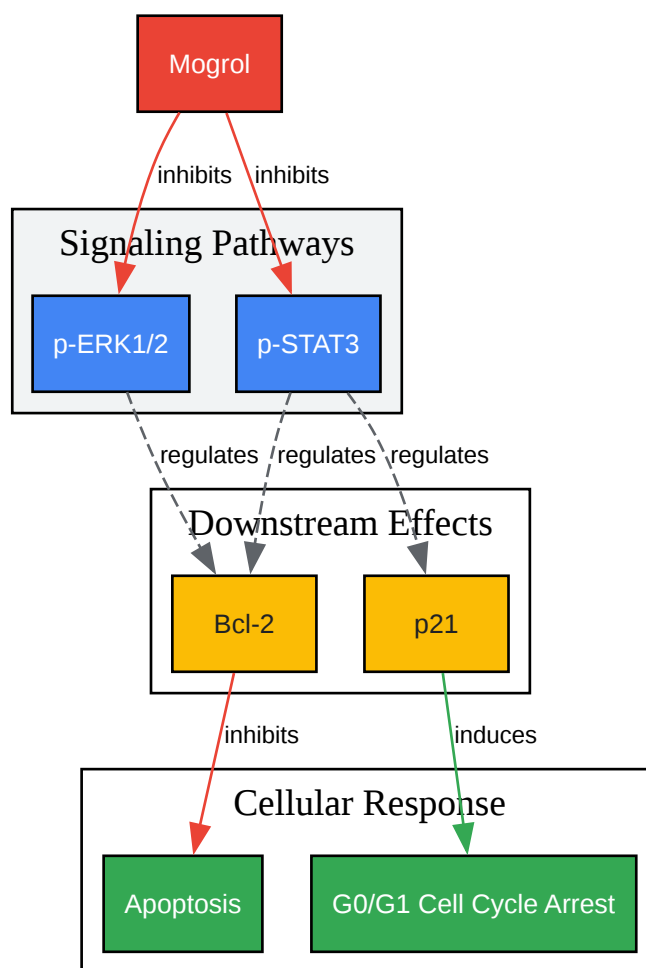 Mogrol
inhibits inhibits
Signaling Pathways
p-ERK1/2 p-STAT3
regulates regulates regulates
Downstream Effects
Bcl-2 p21
inhibits induces
Cellular Response
Apoptosis G0/G1 Cell Cycle Arrest